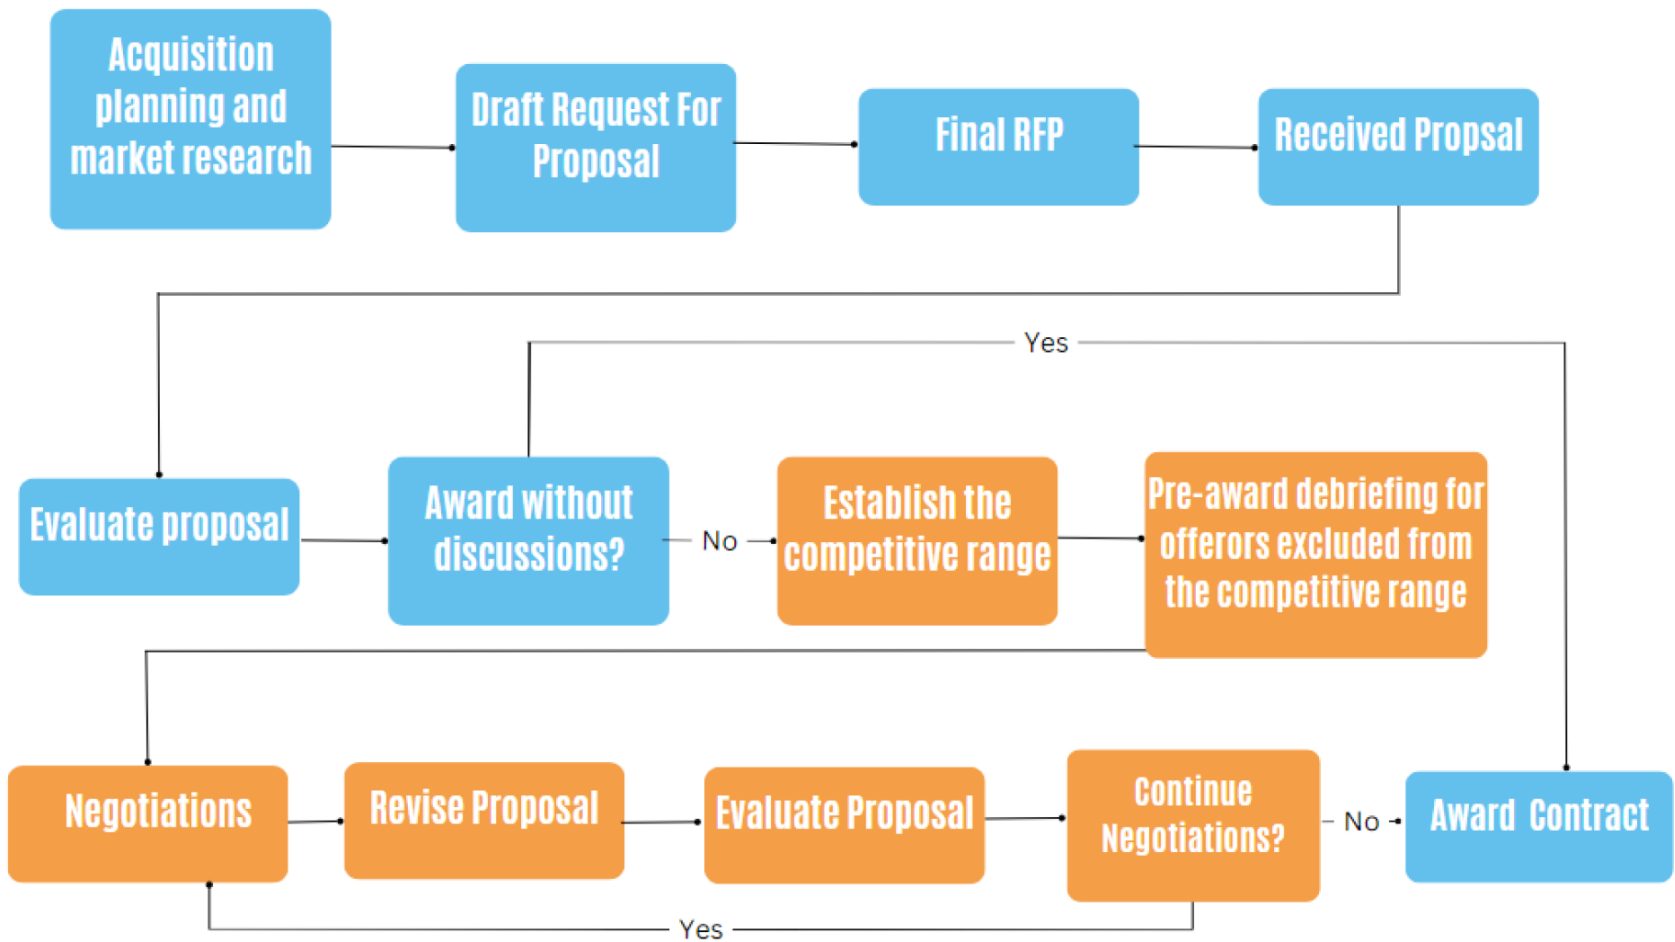 Acquisition
planning and
market research
Draft Request For
Proposal
Final RFP
Received Propsal
Yes
Evaluate proposal
Award without
discussions?
No
Establish the
competitive range
Pre-award debriefing for
offerors excluded from
the competitive range
Negotiations
Revise Proposal
Evaluate Proposal
Continue
Negotiations?
No
Award Contract
Yes